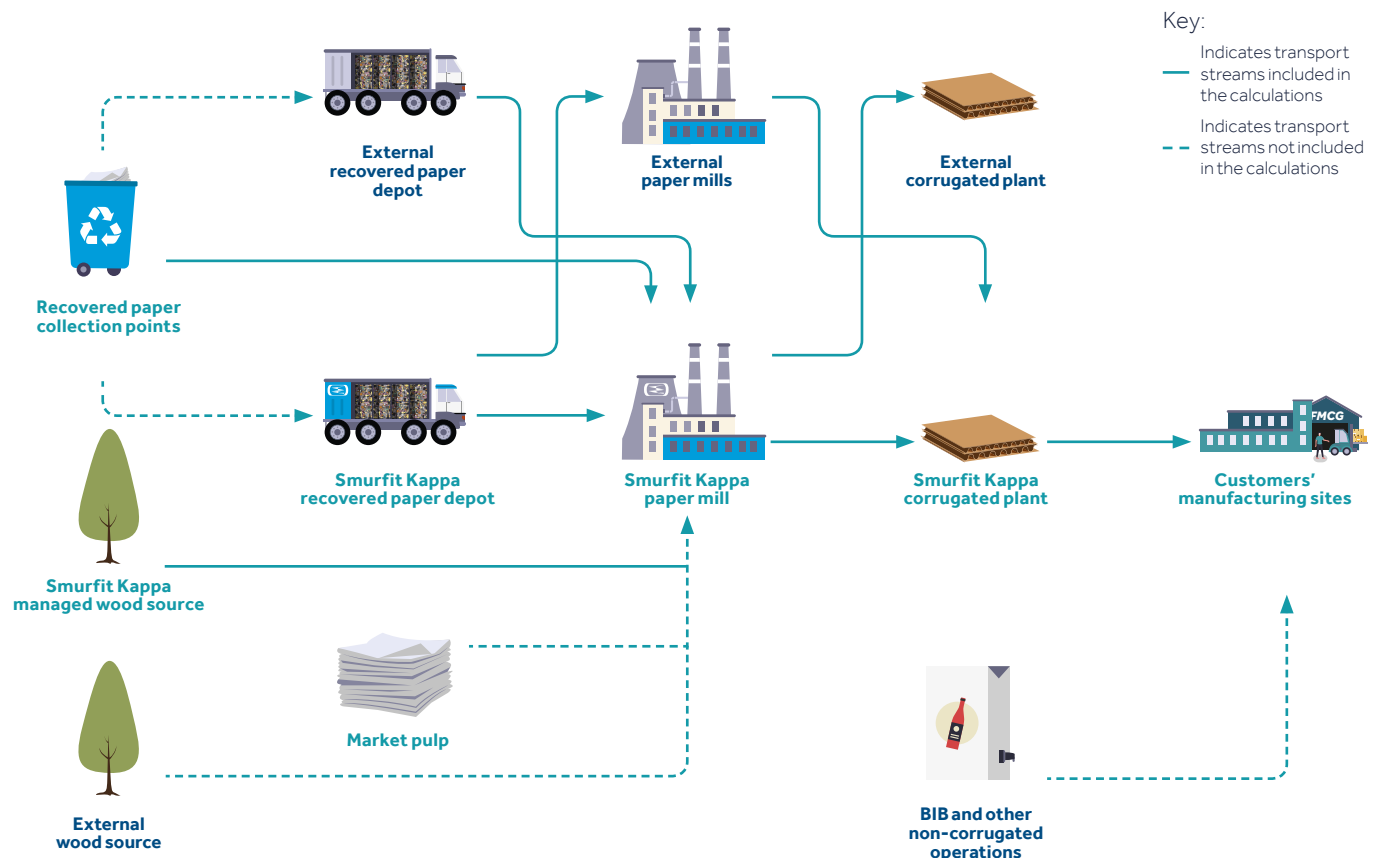 Key:
Indicates transport
streams included in
the calculations
Indicates transport
streams not included
in the calculations
External
recovered paper
depot
External
paper mills
External
corrugated plant
Recovered paper
collection points
Smurfit Kappa
recovered paper depot
Smurfit Kappa
paper mill
Smurfit Kappa
corrugated plant
FMCG
Customers’
manufacturing sites
Smurfit Kappa
managed wood source
Market pulp
External
wood source
BIB and other
non-corrugated
operations